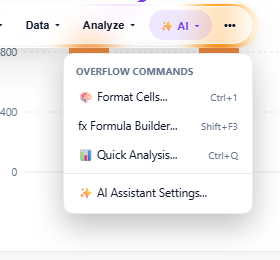 Data Analyze AI •••
800
OVERFLOW COMMANDS
Format Cells... Ctrl+1
400
fx Formula Builder... Shift+F3
Quick Analysis... Ctrl+Q
0
AI Assistant Settings...